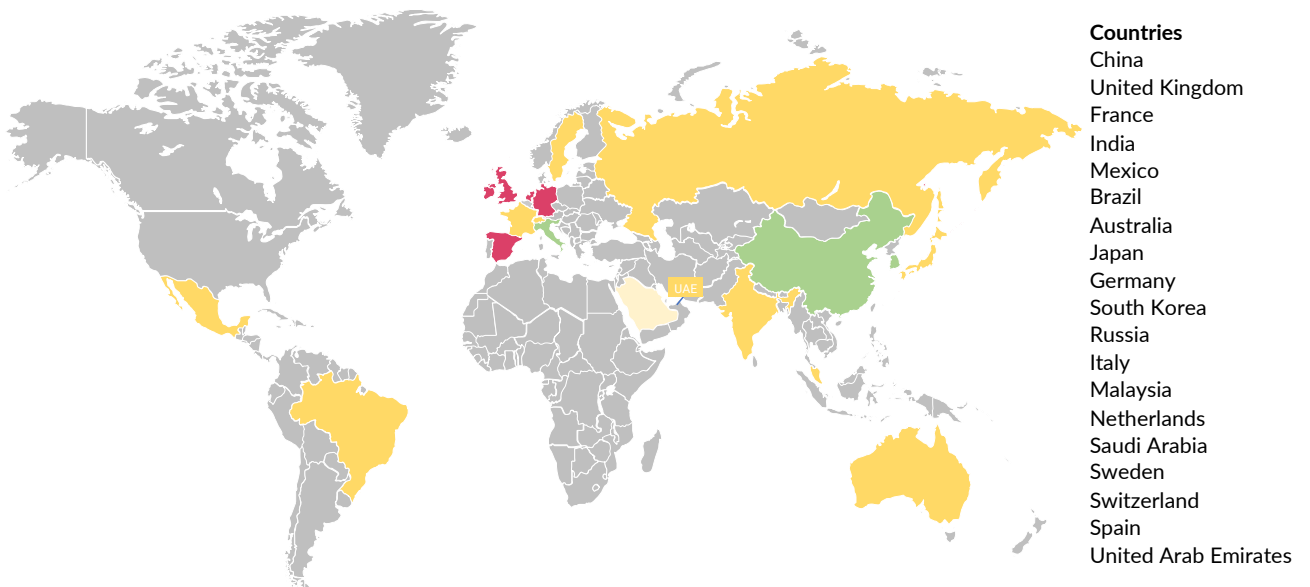 Countries
China
United Kingdom
France
India
Mexico
Brazil
Australia
Japan
Germany
South Korea
Russia
Italy
Malaysia
Netherlands
Saudi Arabia
Sweden
Switzerland
Spain
United Arab Emirates
UAE